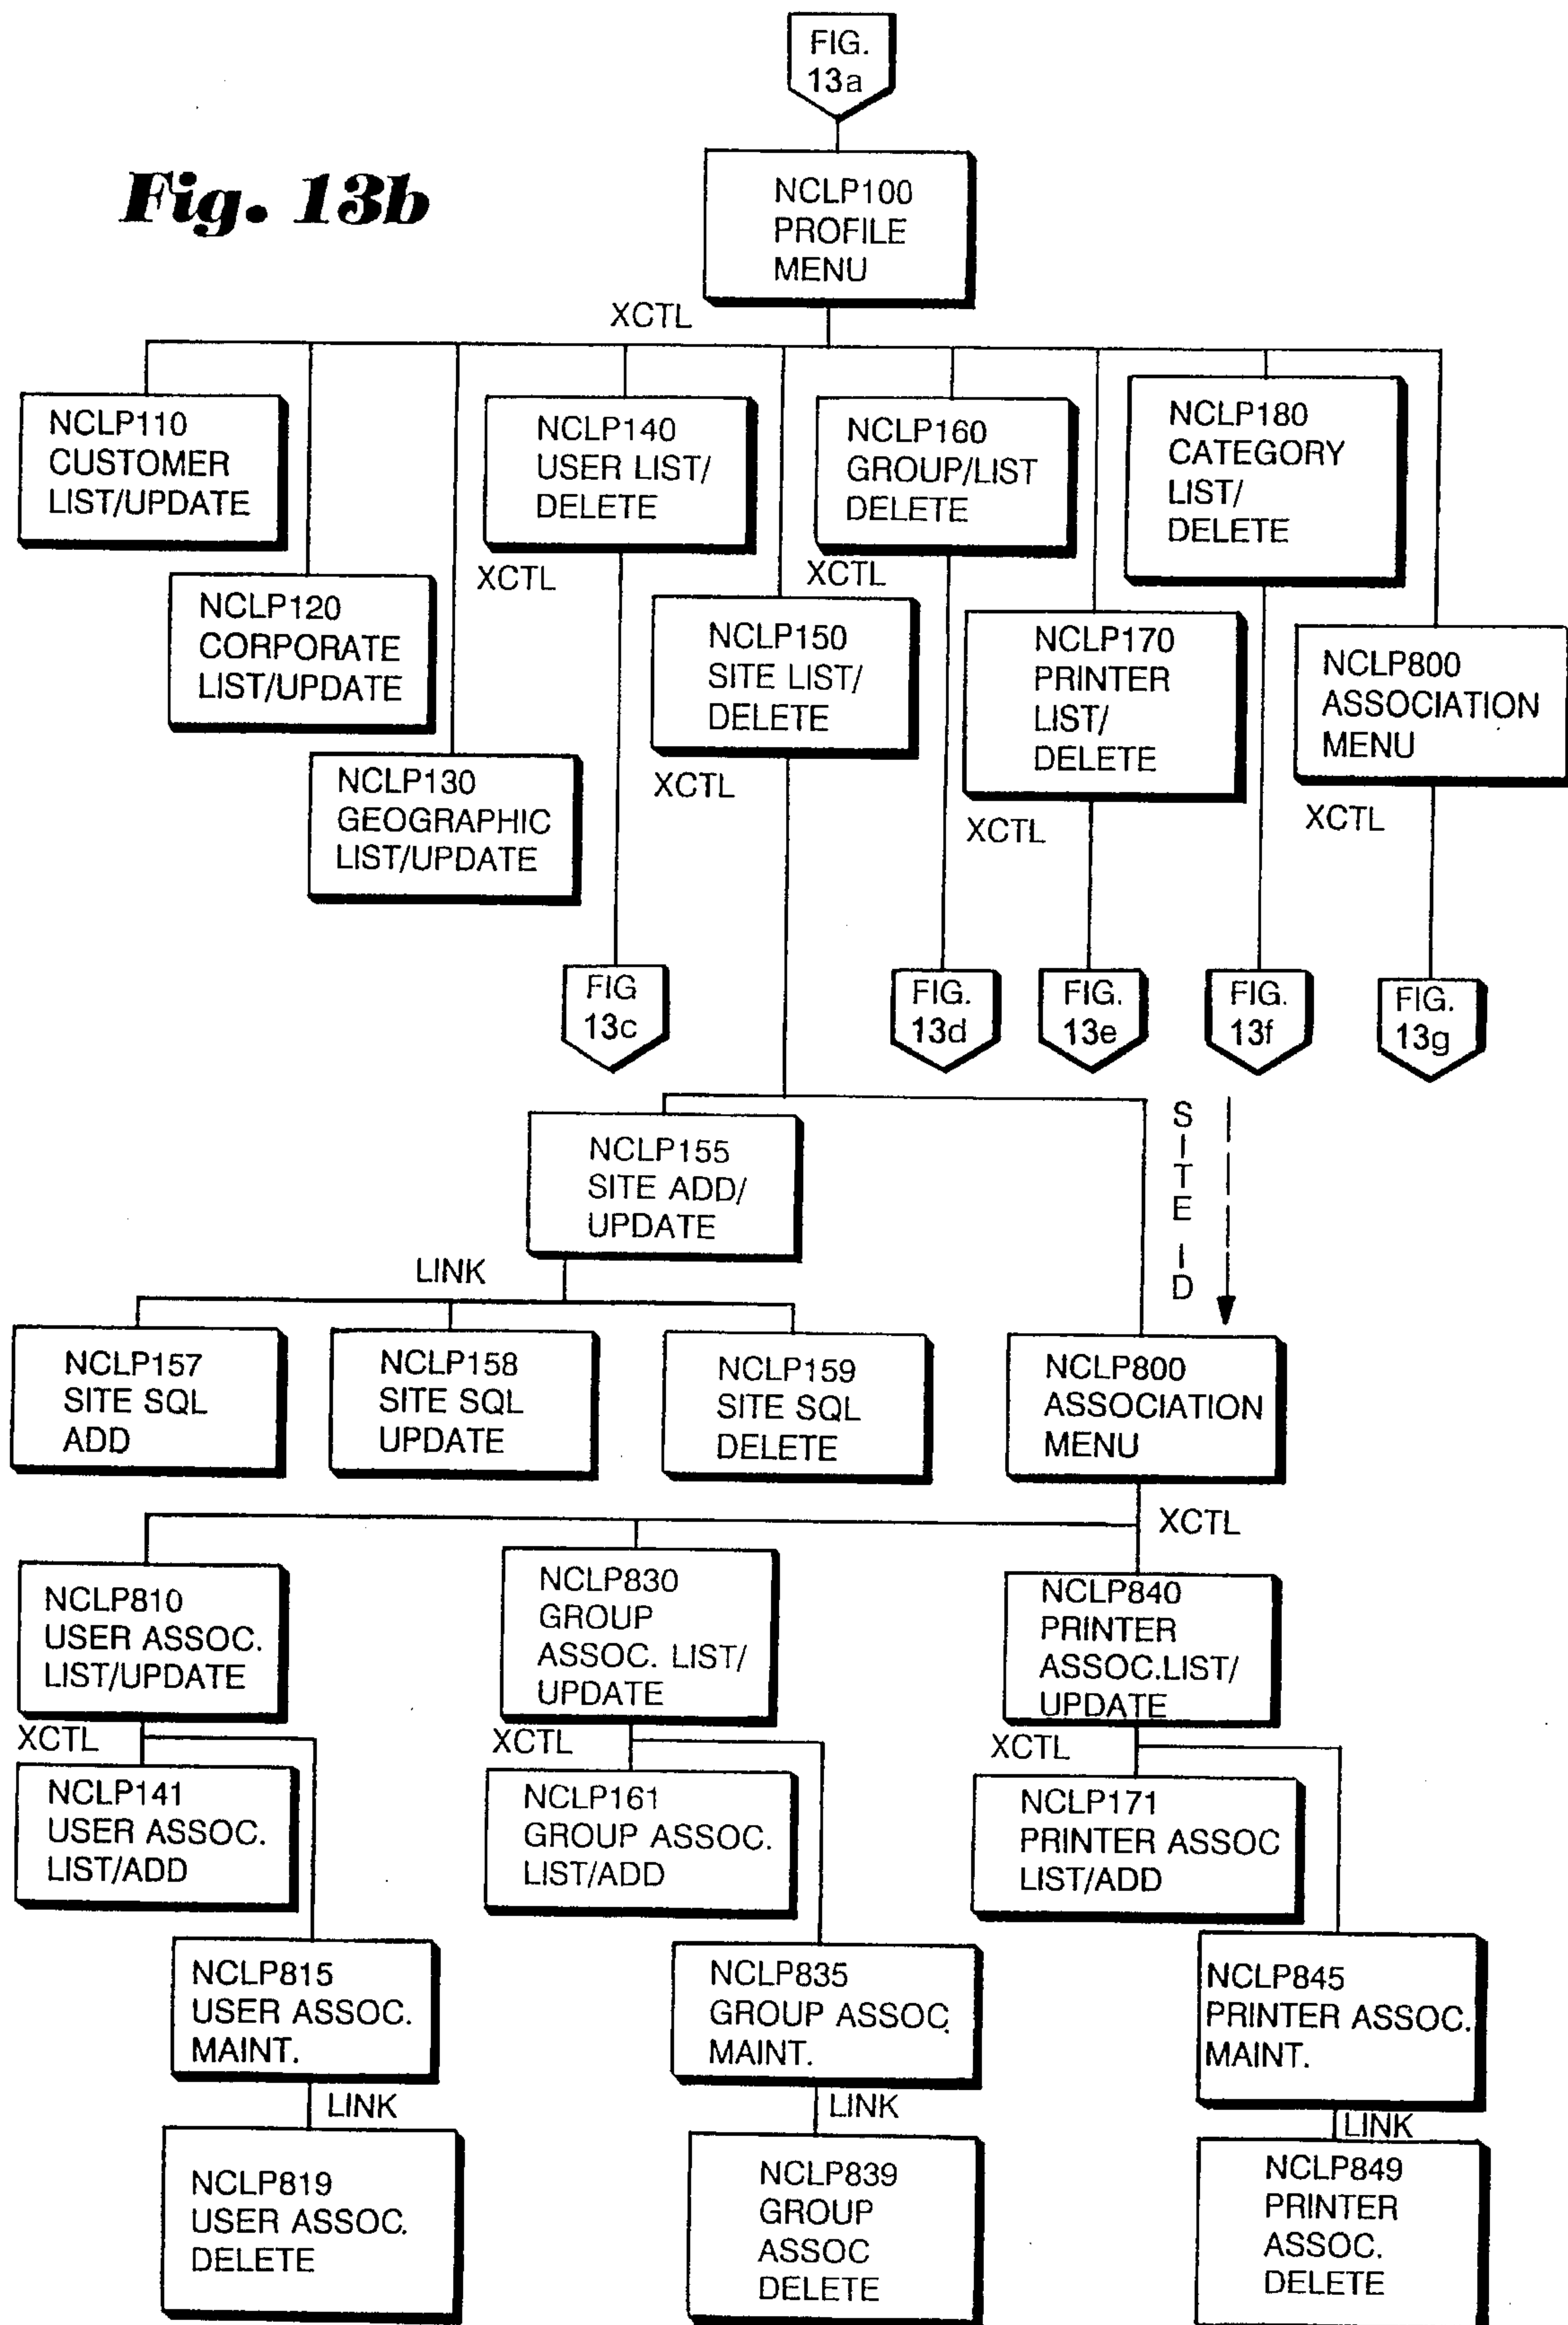 FIG.
13a
Fig. 13b
NCLP100
PROFILE
MENU
XCTL
NCLP110
CUSTOMER
LIST/UPDATE
NCLP120
CORPORATE
LIST/UPDATE
NCLP130
GEOGRAPHIC
LIST/UPDATE
NCLP140
USER LIST/
DELETE
XCTL
NCLP150
SITE LIST/
DELETE
XCTL
NCLP160
GROUP/LIST
DELETE
XCTL
NCLP170
PRINTER
LIST/
DELETE
XCTL
NCLP180
CATEGORY
LIST/
DELETE
NCLP800
ASSOCIATION
MENU
XCTL
FIG
13c
FIG.
13d
FIG.
13e
FIG.
13f
FIG.
13g
SITE ID
NCLP155
SITE ADD/
UPDATE
LINK
NCLP157
SITE SQL
ADD
NCLP158
SITE SQL
UPDATE
NCLP159
SITE SQL
DELETE
NCLP800
ASSOCIATION
MENU
XCTL
NCLP810
USER ASSOC.
LIST/UPDATE
XCTL
NCLP830
GROUP
ASSOC. LIST/
UPDATE
XCTL
NCLP840
PRINTER
ASSOC.LIST/
UPDATE
XCTL
NCLP141
USER ASSOC.
LIST/ADD
NCLP161
GROUP ASSOC.
LIST/ADD
NCLP171
PRINTER ASSOC
LIST/ADD
NCLP815
USER ASSOC.
MAINT.
LINK
NCLP835
GROUP ASSOC.
MAINT.
LINK
NCLP845
PRINTER ASSOC.
MAINT.
LINK
NCLP819
USER ASSOC.
DELETE
NCLP839
GROUP
ASSOC
DELETE
NCLP849
PRINTER
ASSOC.
DELETE